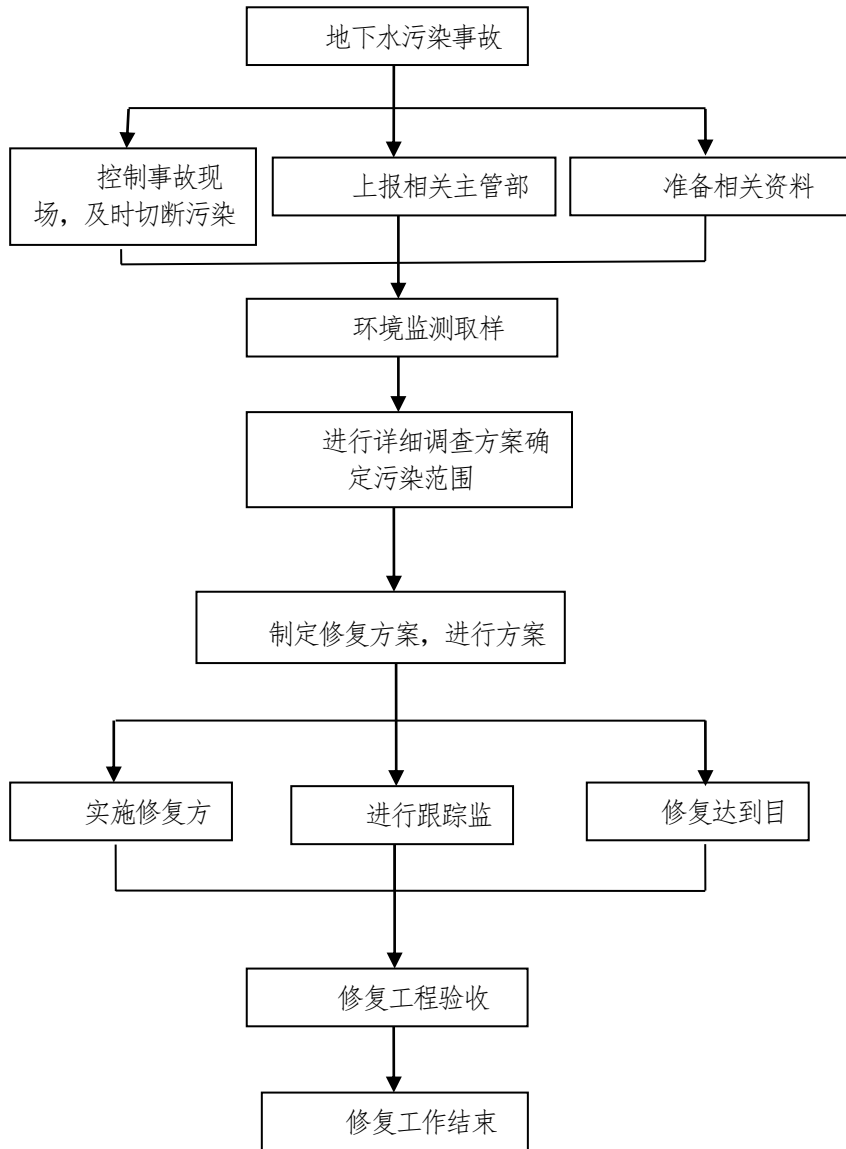 地下水污染事故
控制事故现
场，及时切断污染
上报相关主管部
准备相关资料
环境监测取样
进行详细调查方案确
定污染范围
制定修复方案，进行方案
实施修复方
进行跟踪监
修复达到目
修复工程验收
修复工作结束